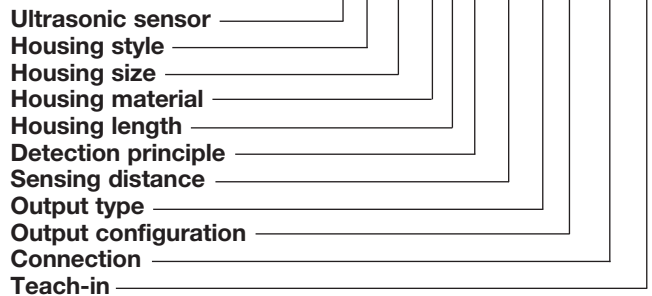 Ultrasonic sensor
Housing style
Housing size
Housing material
Housing length
Detection principle
Sensing distance
Output type
Output configuration
Connection
Teach-in